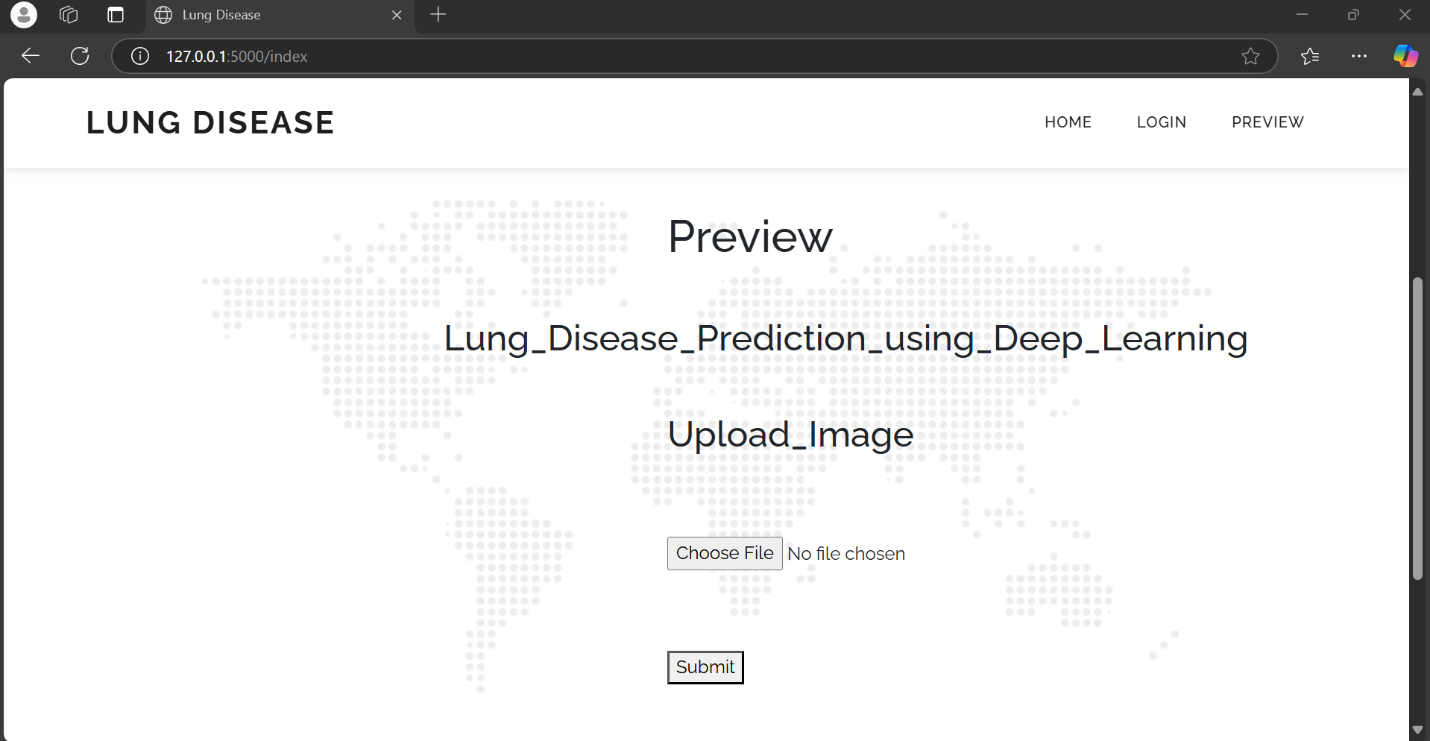 Lung Disease
127.0.0.1:5000/index
LUNG DISEASE
HOME LOGIN PREVIEW
Preview
Lung_Disease_Prediction_using_Deep_Learning
Upload_Image
Choose File No file chosen
Submit